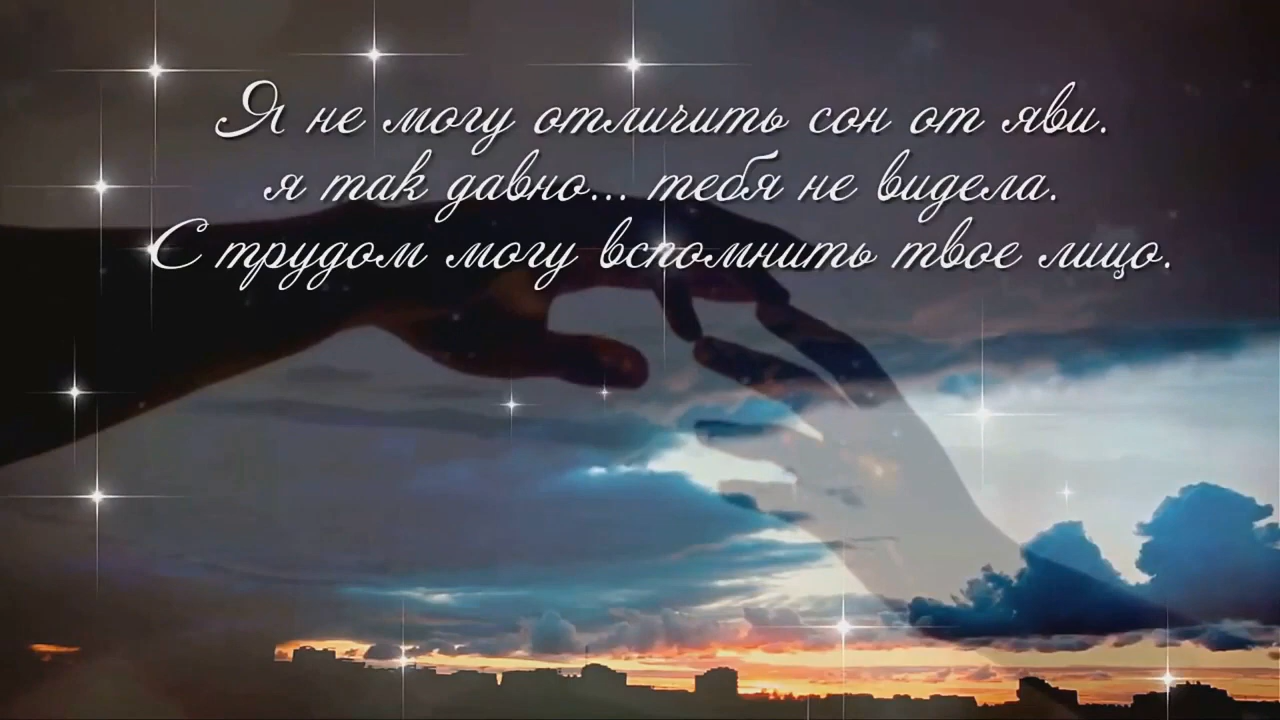 Я не могу отличить сон от яви.
я так давно... тебя не видела.
С трудом могу вспомнить твое лицо.